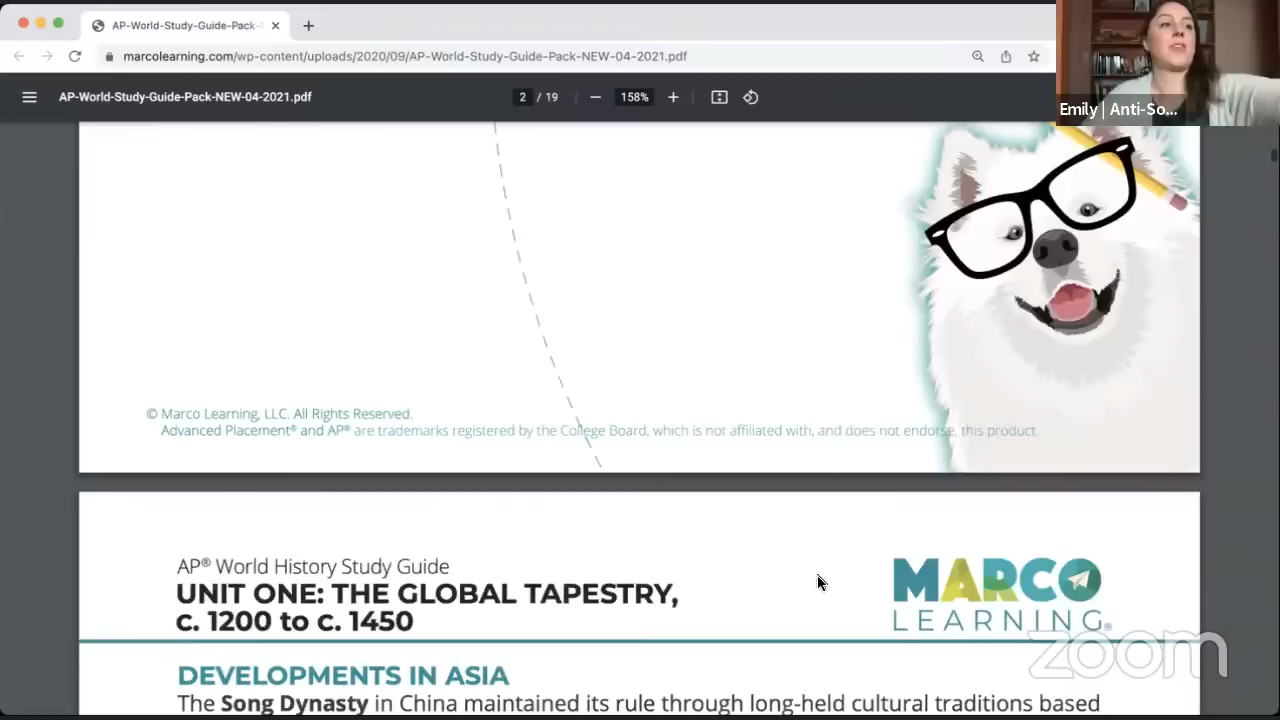 AP-World-Study-Guide-Pack-
marcolearning.com/wp-content/uploads/2020/09/AP-World-Study-Guide-Pack-NEW-04-2021.pdf
AP-World-Study-Guide-Pack-NEW-04-2021.pdf
2 / 19
158%
Emily | Anti-So...
© Marco Learning, LLC. All Rights Reserved.
Advanced Placement® and AP® are trademarks registered by the College Board, which is not affiliated with, and does not endorse, this product.
AP® World History Study Guide
UNIT ONE: THE GLOBAL TAPESTRY,
c. 1200 to c. 1450
MARCO
LEARNING®
zoom
DEVELOPMENTS IN ASIA
The Song Dynasty in China maintained its rule through long-held cultural traditions based